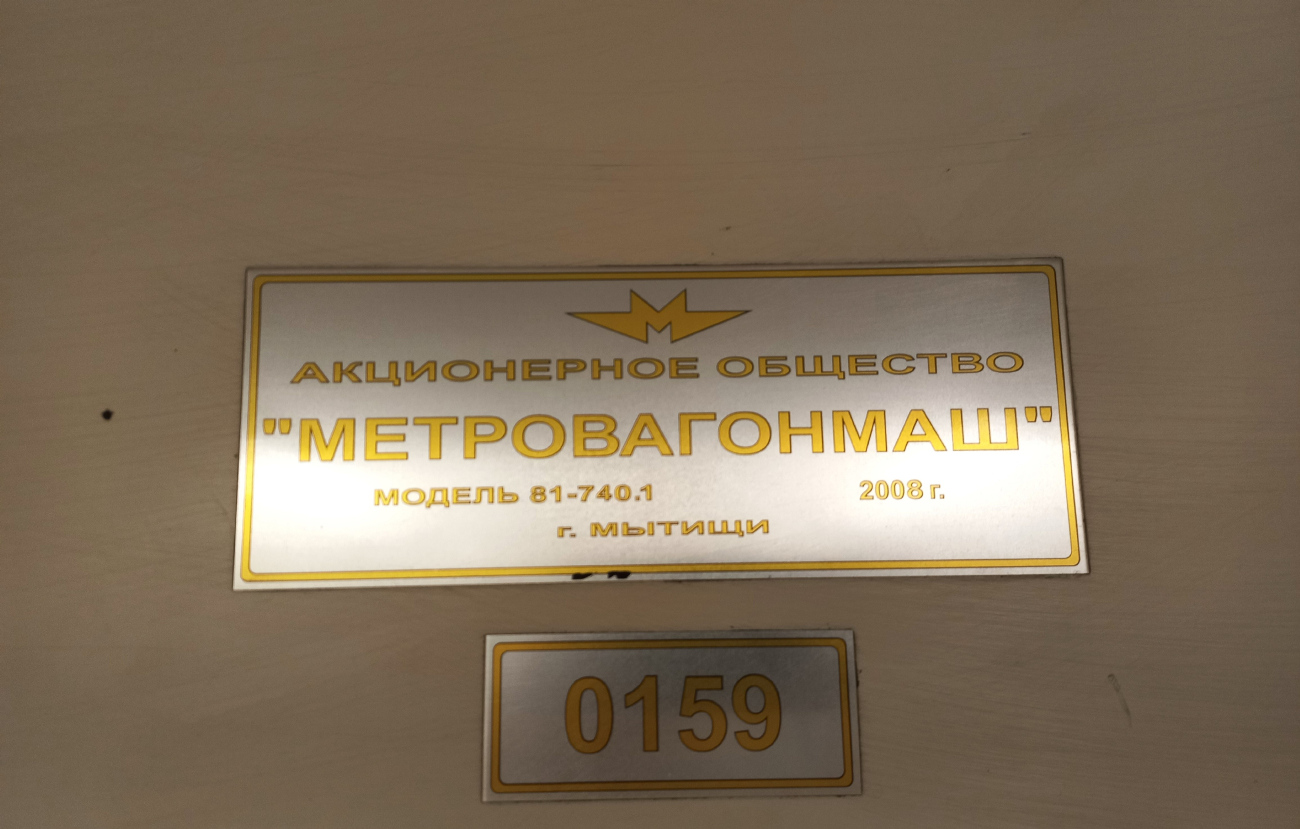 АКЦИОНЕРНОЕ ОБЩЕСТВО
"МЕТРОВАГОНМАШ"
МОДЕЛЬ 81-740.1 2008 г.
г. МЫТИЩИ
0159